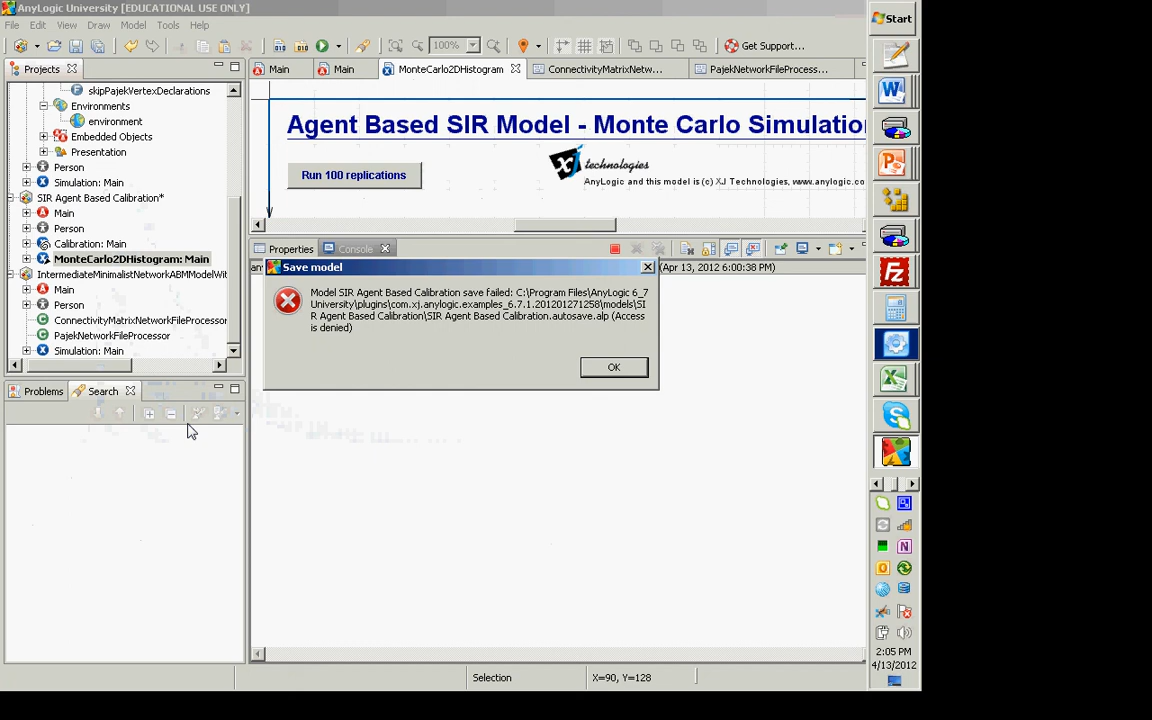 AnyLogic University [EDUCATIONAL USE ONLY]
File Edit View Draw Model Tools Help
100% Get Support...
Start
Projects
Main
Main
MonteCarlo2DHistogram
ConnectivityMatrixNetw...
PajekNetworkFileProcess...
skipPajekVertexDeclarations
Environments
environment
Embedded Objects
Presentation
Person
Simulation: Main
SIR Agent Based Calibration*
Main
Person
Calibration: Main
MonteCarlo2DHistogram: Main
IntermediateMinimalistNetworkABMModelWit
Main
Person
ConnectivityMatrixNetworkFileProcessor
PajekNetworkFileProcessor
Simulation: Main
Agent Based SIR Model - Monte Carlo Simulation
Run 100 replications
xj technologies
AnyLogic and this model is (c) XJ Technologies, www.anylogic.co
Properties Console
(Apr 13, 2012 6:00:38 PM)
Save model
Model SIR Agent Based Calibration save failed: C:\Program Files\AnyLogic 6_7
University\plugins\com.xj.anylogic.examples_6.7.1.201201271258\models\SI
R Agent Based Calibration\SIR Agent Based Calibration.autosave.alp (Access
is denied)
OK
Problems Search
Selection X=90, Y=128
2:05 PM
4/13/2012